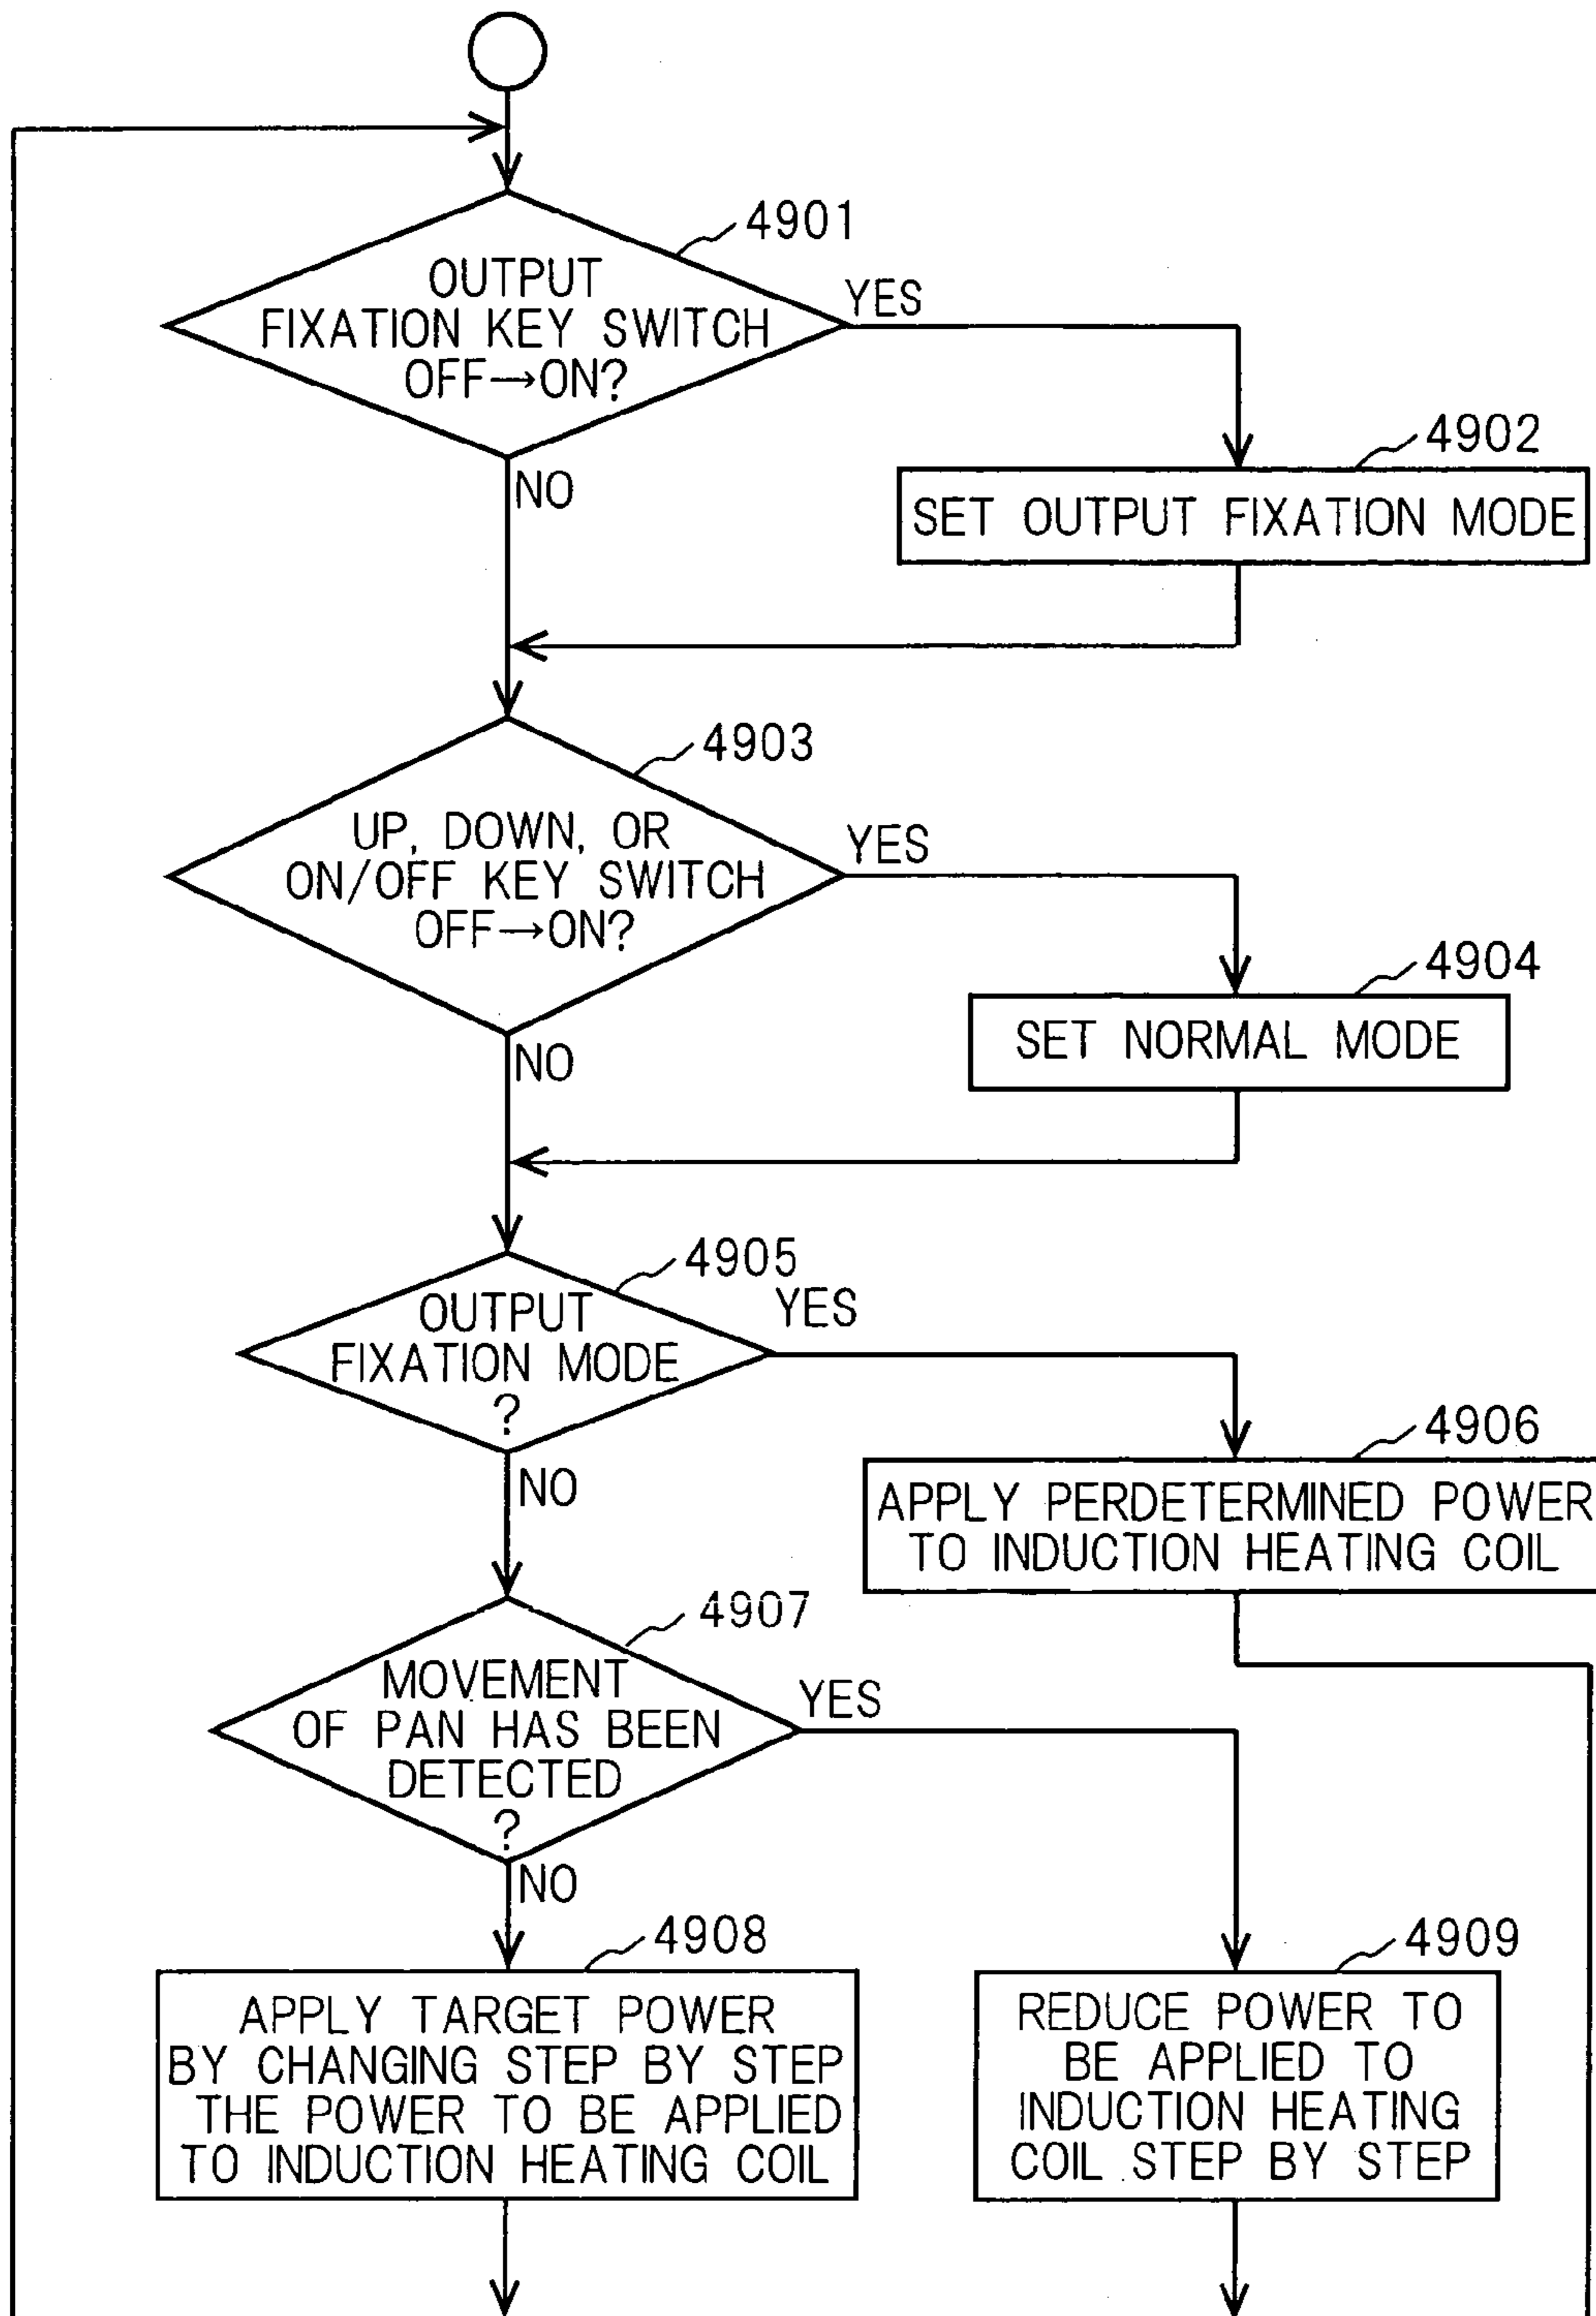 4901
OUTPUT
FIXATION KEY SWITCH
OFF→ON?
YES
NO
4902
SET OUTPUT FIXATION MODE
4903
UP, DOWN, OR
ON/OFF KEY SWITCH
OFF→ON?
YES
NO
4904
SET NORMAL MODE
4905
OUTPUT
FIXATION MODE
?
YES
NO
4906
APPLY PERDETERMINED POWER
TO INDUCTION HEATING COIL
4907
MOVEMENT
OF PAN HAS BEEN
DETECTED
?
YES
NO
4908
APPLY TARGET POWER
BY CHANGING STEP BY STEP
THE POWER TO BE APPLIED
TO INDUCTION HEATING COIL
4909
REDUCE POWER TO
BE APPLIED TO
INDUCTION HEATING
COIL STEP BY STEP